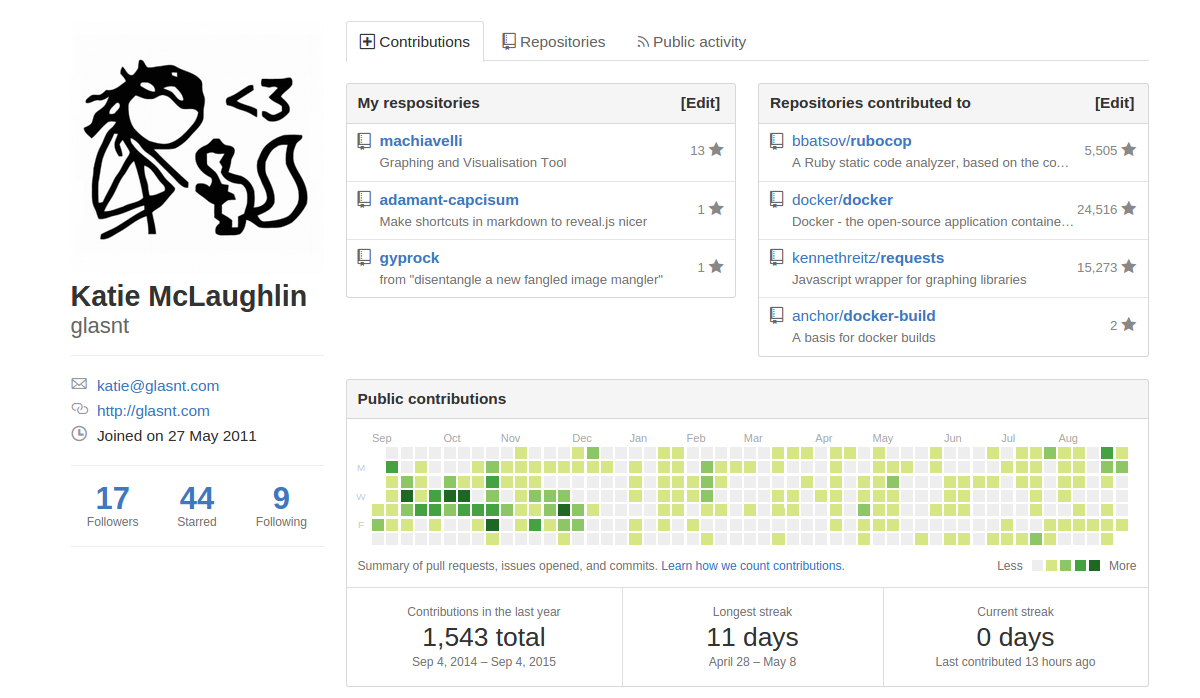 <3
Katie McLaughlin
glasnt
katie@glasnt.com
http://glasnt.com
Joined on 27 May 2011
17 44 9
Followers Starred Following
Contributions Repositories Public activity
My respositories [Edit]
machiavelli
Graphing and Visualisation Tool
13
adamant-capcisum
Make shortcuts in markdown to reveal.js nicer
1
gyprock
from "disentangle a new fangled image mangler"
1
Repositories contributed to [Edit]
bbatsov/rubocop
A Ruby static code analyzer, based on the co…
5,505
docker/docker
Docker - the open-source application containe…
24,516
kennethreitz/requests
Javascript wrapper for graphing libraries
15,273
anchor/docker-build
A basis for docker builds
2
Public contributions
Sep Oct Nov Dec Jan Feb Mar Apr May Jun Jul Aug
M
W
F
Summary of pull requests, issues opened, and commits. Learn how we count contributions. Less More
Contributions in the last year
1,543 total
Sep 4, 2014 – Sep 4, 2015
Longest streak
11 days
April 28 – May 8
Current streak
0 days
Last contributed 13 hours ago